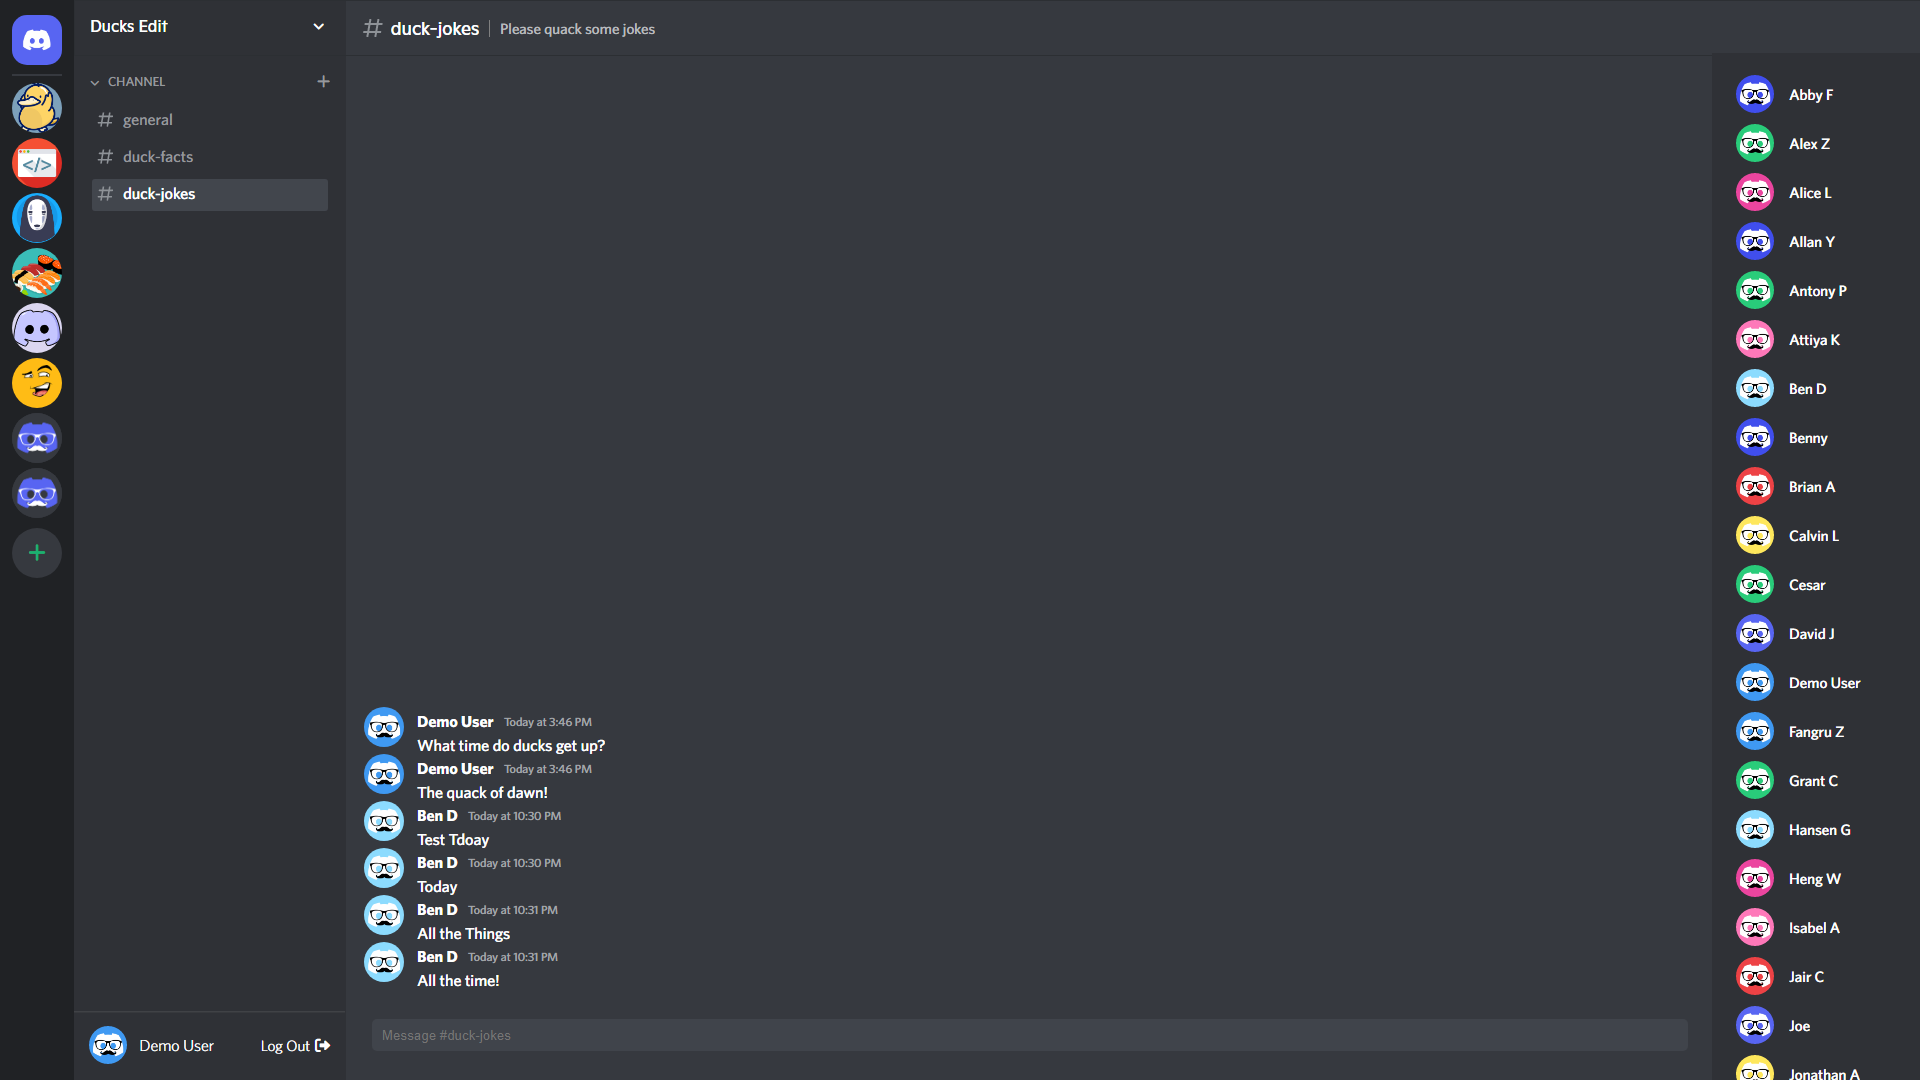 Ducks Edit
CHANNEL
# general
# duck-facts
# duck-jokes
# duck-jokes | Please quack some jokes
Demo User Today at 3:46 PM
What time do ducks get up?
Demo User Today at 3:46 PM
The quack of dawn!
Ben D Today at 10:30 PM
Test Tdoay
Ben D Today at 10:30 PM
Today
Ben D Today at 10:31 PM
All the Things
Ben D Today at 10:31 PM
All the time!
Message #duck-jokes
Demo User Log Out
Abby F
Alex Z
Alice L
Allan Y
Antony P
Attiya K
Ben D
Benny
Brian A
Calvin L
Cesar
David J
Demo User
Fangru Z
Grant C
Hansen G
Heng W
Isabel A
Jair C
Joe
Jonathan A